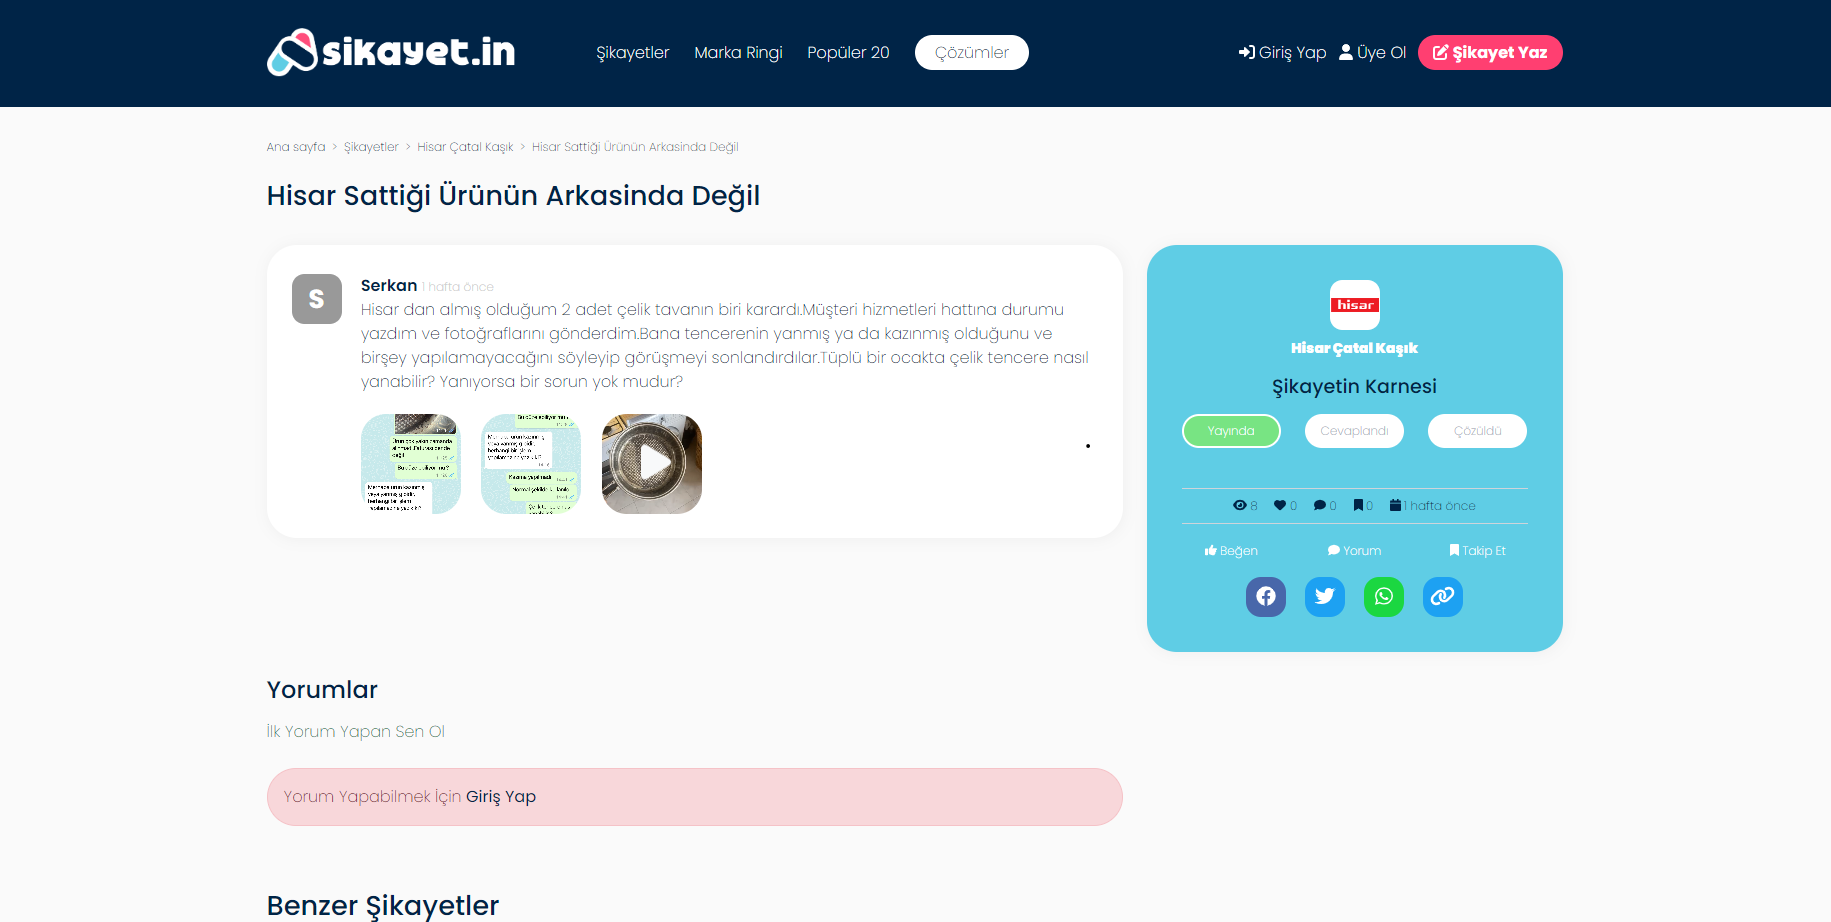 sikayet.in
Şikayetler
Marka Ringi
Popüler 20
Çözümler
Giriş Yap
Üye Ol
Şikayet Yaz
Ana sayfa > Şikayetler > Hisar Çatal Kaşık > Hisar Sattiği Ürünün Arkasinda Değil
Hisar Sattiği Ürünün Arkasinda Değil
S
Serkan 1 hafta önce
Hisar dan almış olduğum 2 adet çelik tavanın biri karardı.Müşteri hizmetleri hattına durumu
yazdım ve fotoğraflarını gönderdim.Bana tencerenin yanmış ya da kazınmış olduğunu ve
birşey yapılamayacağını söyleyip görüşmeyi sonlandırdılar.Tüplü bir ocakta çelik tencere nasıl
yanabilir? Yanıyorsa bir sorun yok mudur?
hisar
Hisar Çatal Kaşık
Şikayetin Karnesi
Yayında
Cevaplandı
Çözüldü
8
0
0
0
1 hafta önce
Beğen
Yorum
Takip Et
Yorumlar
İlk Yorum Yapan Sen Ol
Yorum Yapabilmek İçin Giriş Yap
Benzer Şikayetler